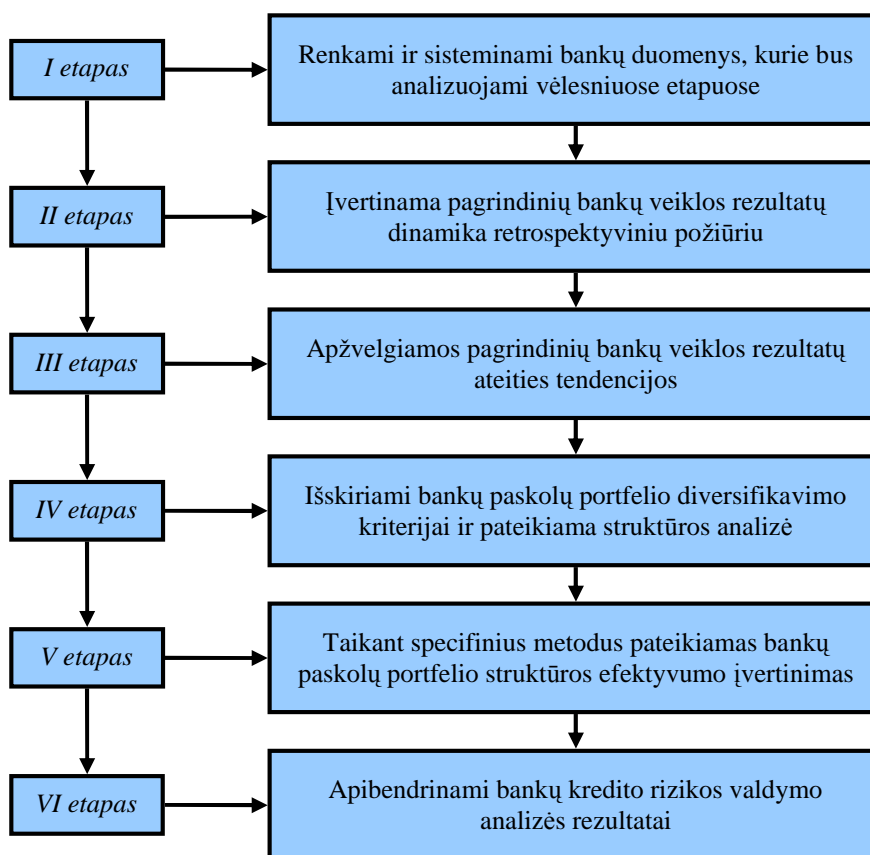 I etapas
Renkami ir sisteminami bankų duomenys, kurie bus
analizuojami vėlesniuose etapuose
II etapas
Įvertinama pagrindinių bankų veiklos rezultatų
dinamika retrospektyviniu požiūriu
III etapas
Apžvelgiamos pagrindinių bankų veiklos rezultatų
ateities tendencijos
IV etapas
Išskiriami bankų paskolų portfelio diversifikavimo
kriterijai ir pateikiama struktūros analizė
V etapas
Taikant specifinius metodus pateikiamas bankų
paskolų portfelio struktūros efektyvumo įvertinimas
VI etapas
Apibendrinami bankų kredito rizikos valdymo
analizės rezultatai